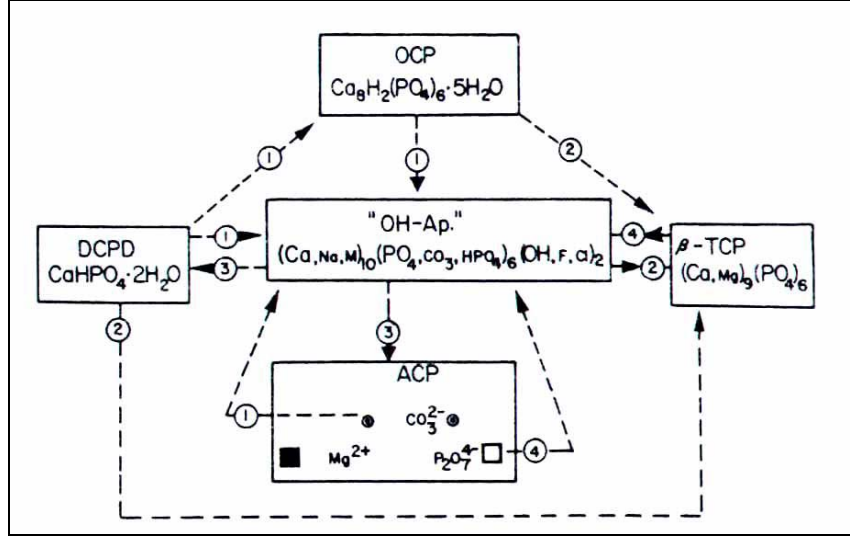 OCP
Ca8H2(PO4)6·5H2O
1
1
2
"OH-Ap."
(Ca,Na,M)10(PO4,CO3,HPO4)6(OH,F,Cl)2
DCPD
CaHPO4·2H2O
1
3
4
2
β-TCP
(Ca,Mg)9(PO4)6
2
3
ACP
1
CO3 2-
Mg2+
P2O7 4-
4